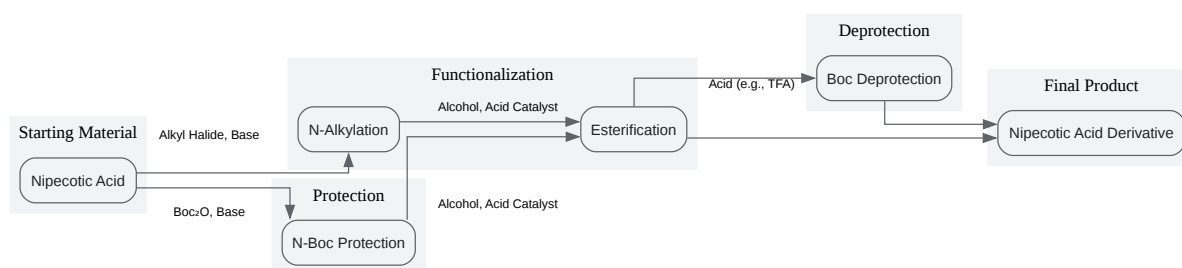 Deprotection
Boc Deprotection
Functionalization
Acid (e.g., TFA)
Final Product
Alcohol, Acid Catalyst
Starting Material
Alkyl Halide, Base
N-Alkylation
Esterification
Nipecotic Acid Derivative
Nipecotic Acid
Protection
Boc₂O, Base
Alcohol, Acid Catalyst
N-Boc Protection